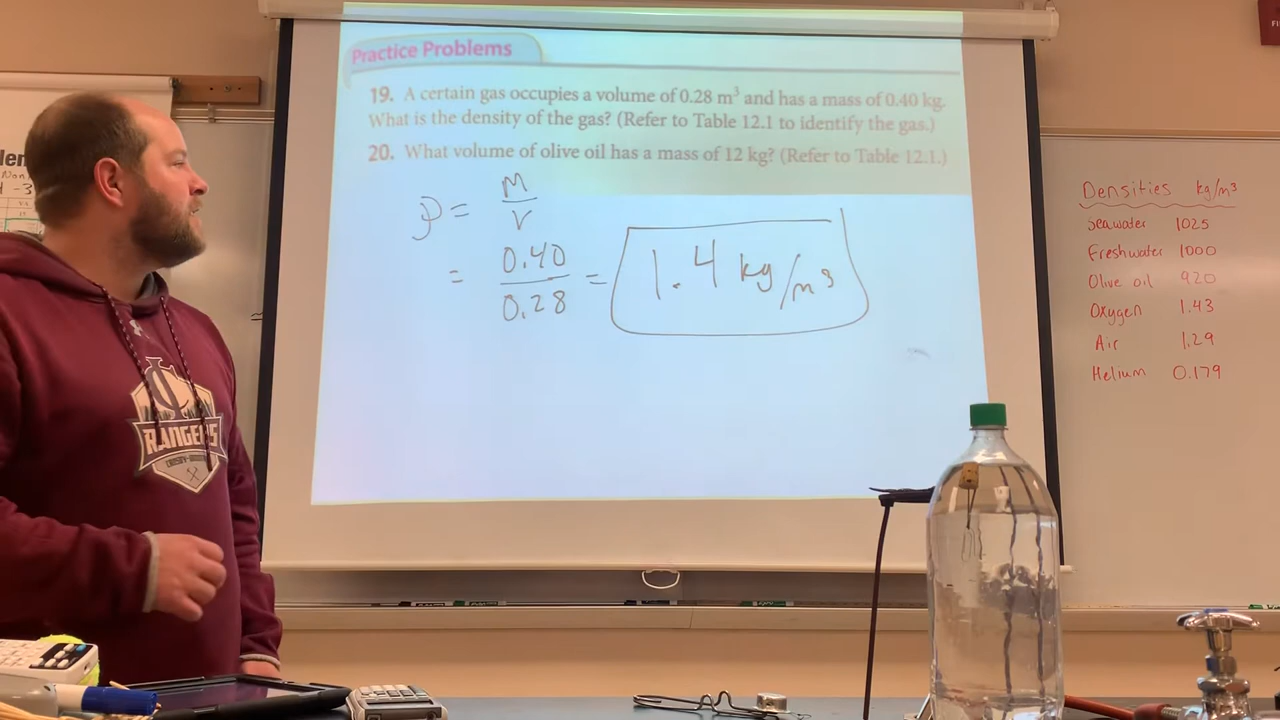 Practice Problems
19. A certain gas occupies a volume of 0.28 m³ and has a mass of 0.40 kg.
What is the density of the gas? (Refer to Table 12.1 to identify the gas.)
20. What volume of olive oil has a mass of 12 kg? (Refer to Table 12.1.)
ρ = M/V
= 0.40/0.28 = 1.4 kg/m³
Densities kg/m³
Seawater 1025
Freshwater 1000
Olive oil 920
Oxygen 1.43
Air 1.29
Helium 0.179
RANGERS